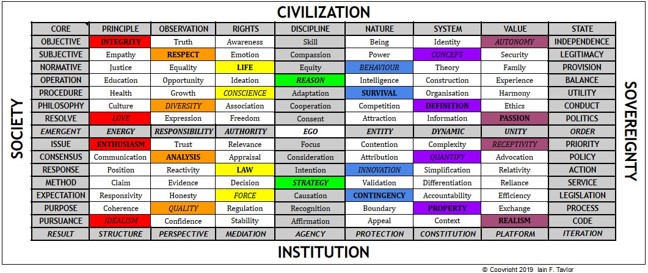 CIVILIZATION
SOCIETY
SOVEREIGNTY
CORE PRINCIPLE OBSERVATION RIGHTS DISCIPLINE NATURE SYSTEM VALUE STATE
OBJECTIVE INTEGRITY Truth Awareness Skill Being Identity AUTONOMY INDEPENDENCE
SUBJECTIVE Empathy RESPECT Emotion Compassion Power CONCEPT Security LEGITIMACY
NORMATIVE Justice Equality LIFE Equity BEHAVIOUR Theory Family PROVISION
OPERATION Education Opportunity Ideation REASON Intelligence Construction Experience BALANCE
PROCEDURE Health Growth CONSCIENCE Adaptation SURVIVAL Organisation Harmony UTILITY
PHILOSOPHY Culture DIVERSITY Association Cooperation Competition DEFINITION Ethics CONDUCT
RESOLVE LOVE Expression Freedom Consent Attraction Information PASSION POLITICS
EMERGENT ENERGY RESPONSIBILITY AUTHORITY EGO ENTITY DYNAMIC UNITY ORDER
ISSUE ENTHUSIASM Trust Relevance Focus Contention Complexity RECEPTIVITY PRIORITY
CONSENSUS Communication ANALYSIS Appraisal Consideration Attribution QUANTIFY Advocation POLICY
RESPONSE Position Reactivity LAW Intention INNOVATION Simplification Relativity ACTION
METHOD Claim Evidence Decision STRATEGY Validation Differentiation Reliance SERVICE
EXPECTATION Responsivity Honesty FORCE Causation CONTINGENCY Accountability Efficiency LEGISLATION
PURPOSE Coherence QUALITY Regulation Recognition Boundary PROPERTY Exchange PROCESS
PURSUANCE IDEALISM Confidence Stability Affirmation Appeal Context REALISM CODE
RESULT STRUCTURE PERSPECTIVE MEDIATION AGENCY PROTECTION CONSTITUTION PLATFORM ITERATION
INSTITUTION
© Copyright 2019 Iain F. Taylor